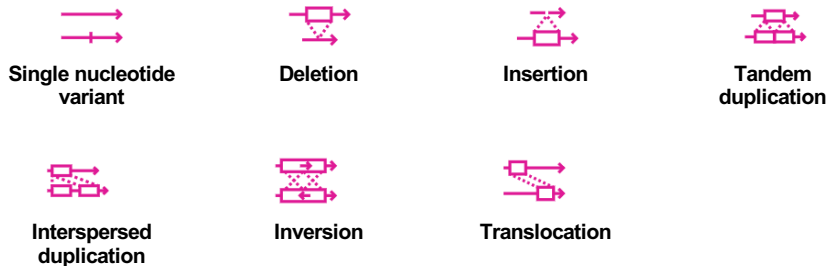 Single nucleotide
variant
Deletion
Insertion
Tandem
duplication
Interspersed
duplication
Inversion
Translocation